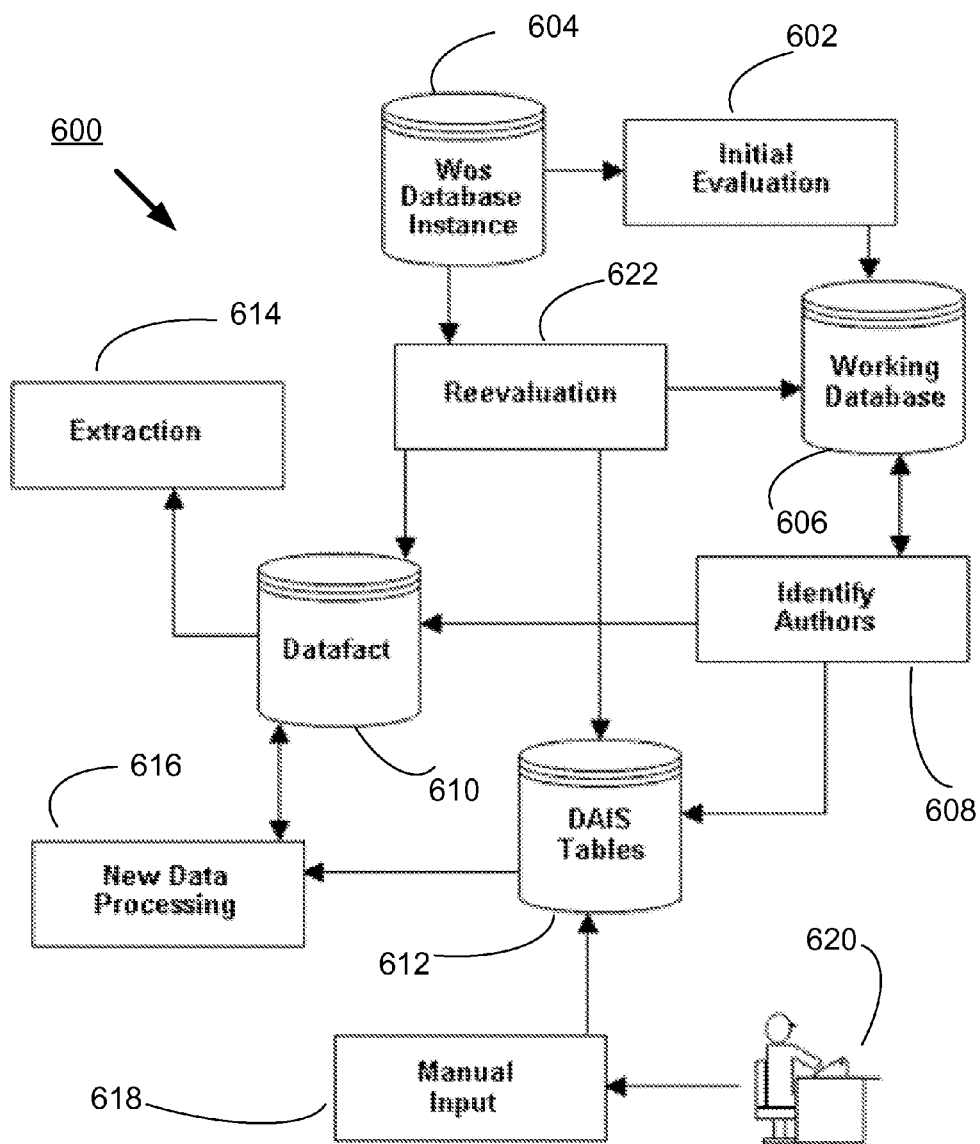 604
602
600
Wos
Database
Instance
Initial
Evaluation
622
614
Working
Database
Reevaluation
Extraction
606
Identify
Authors
Datafact
616
610
608
DAIS
Tables
New Data
Processing
612
620
Manual
Input
618